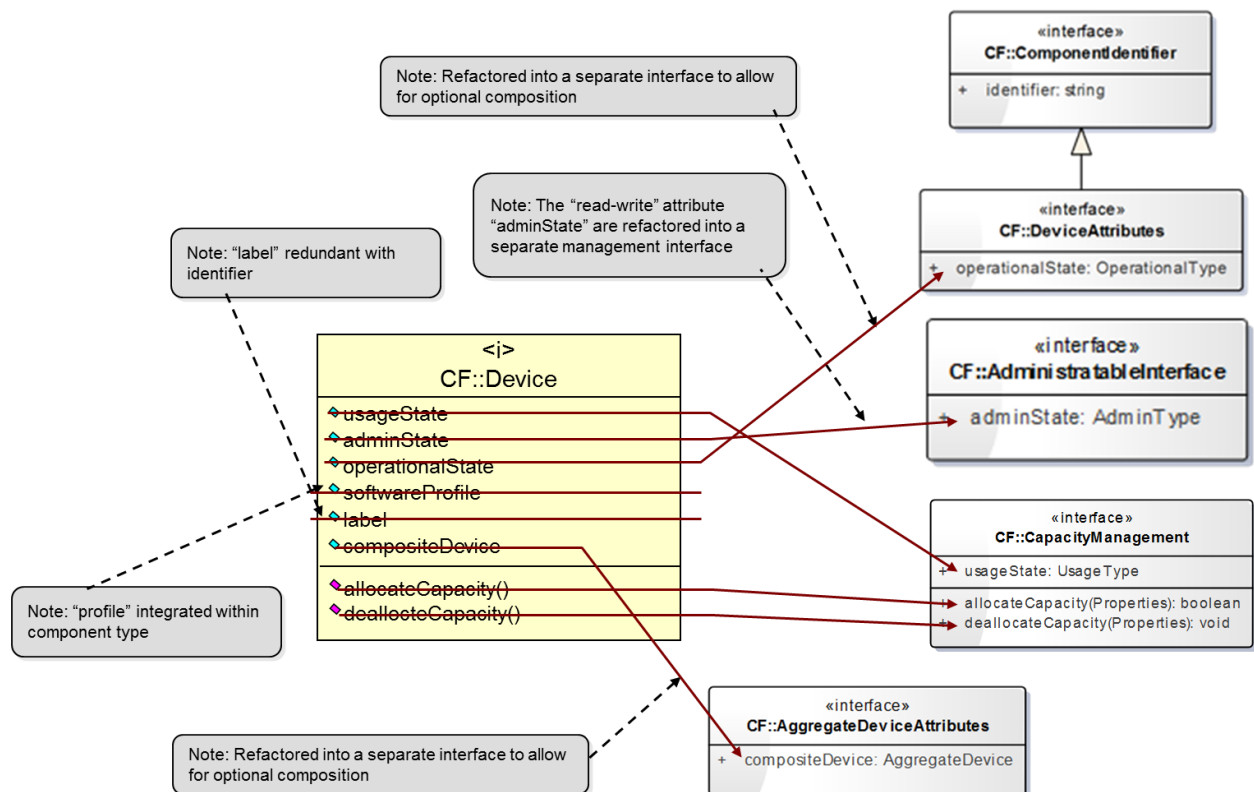 «interface»
CF::ComponentIdentifier
+ identifier: string
Note: Refactored into a separate interface to allow
for optional composition
Note: The “read-write” attribute
“adminState” are refactored into a
separate management interface
«interface»
CF::DeviceAttributes
+ operationalState: OperationalType
Note: “label” redundant with
identifier
«interface»
CF::AdministratableInterface
+ adminState: AdminType
<i>
CF::Device
usageState
adminState
operationalState
softwareProfile
label
compositeDevice
allocateCapacity()
deallocteCapacity()
«interface»
CF::CapacityManagement
+ usageState: UsageType
+ allocateCapacity(Properties): boolean
+ deallocateCapacity(Properties): void
Note: “profile” integrated within
component type
«interface»
CF::AggregateDeviceAttributes
+ compositeDevice: AggregateDevice
Note: Refactored into a separate interface to allow
for optional composition